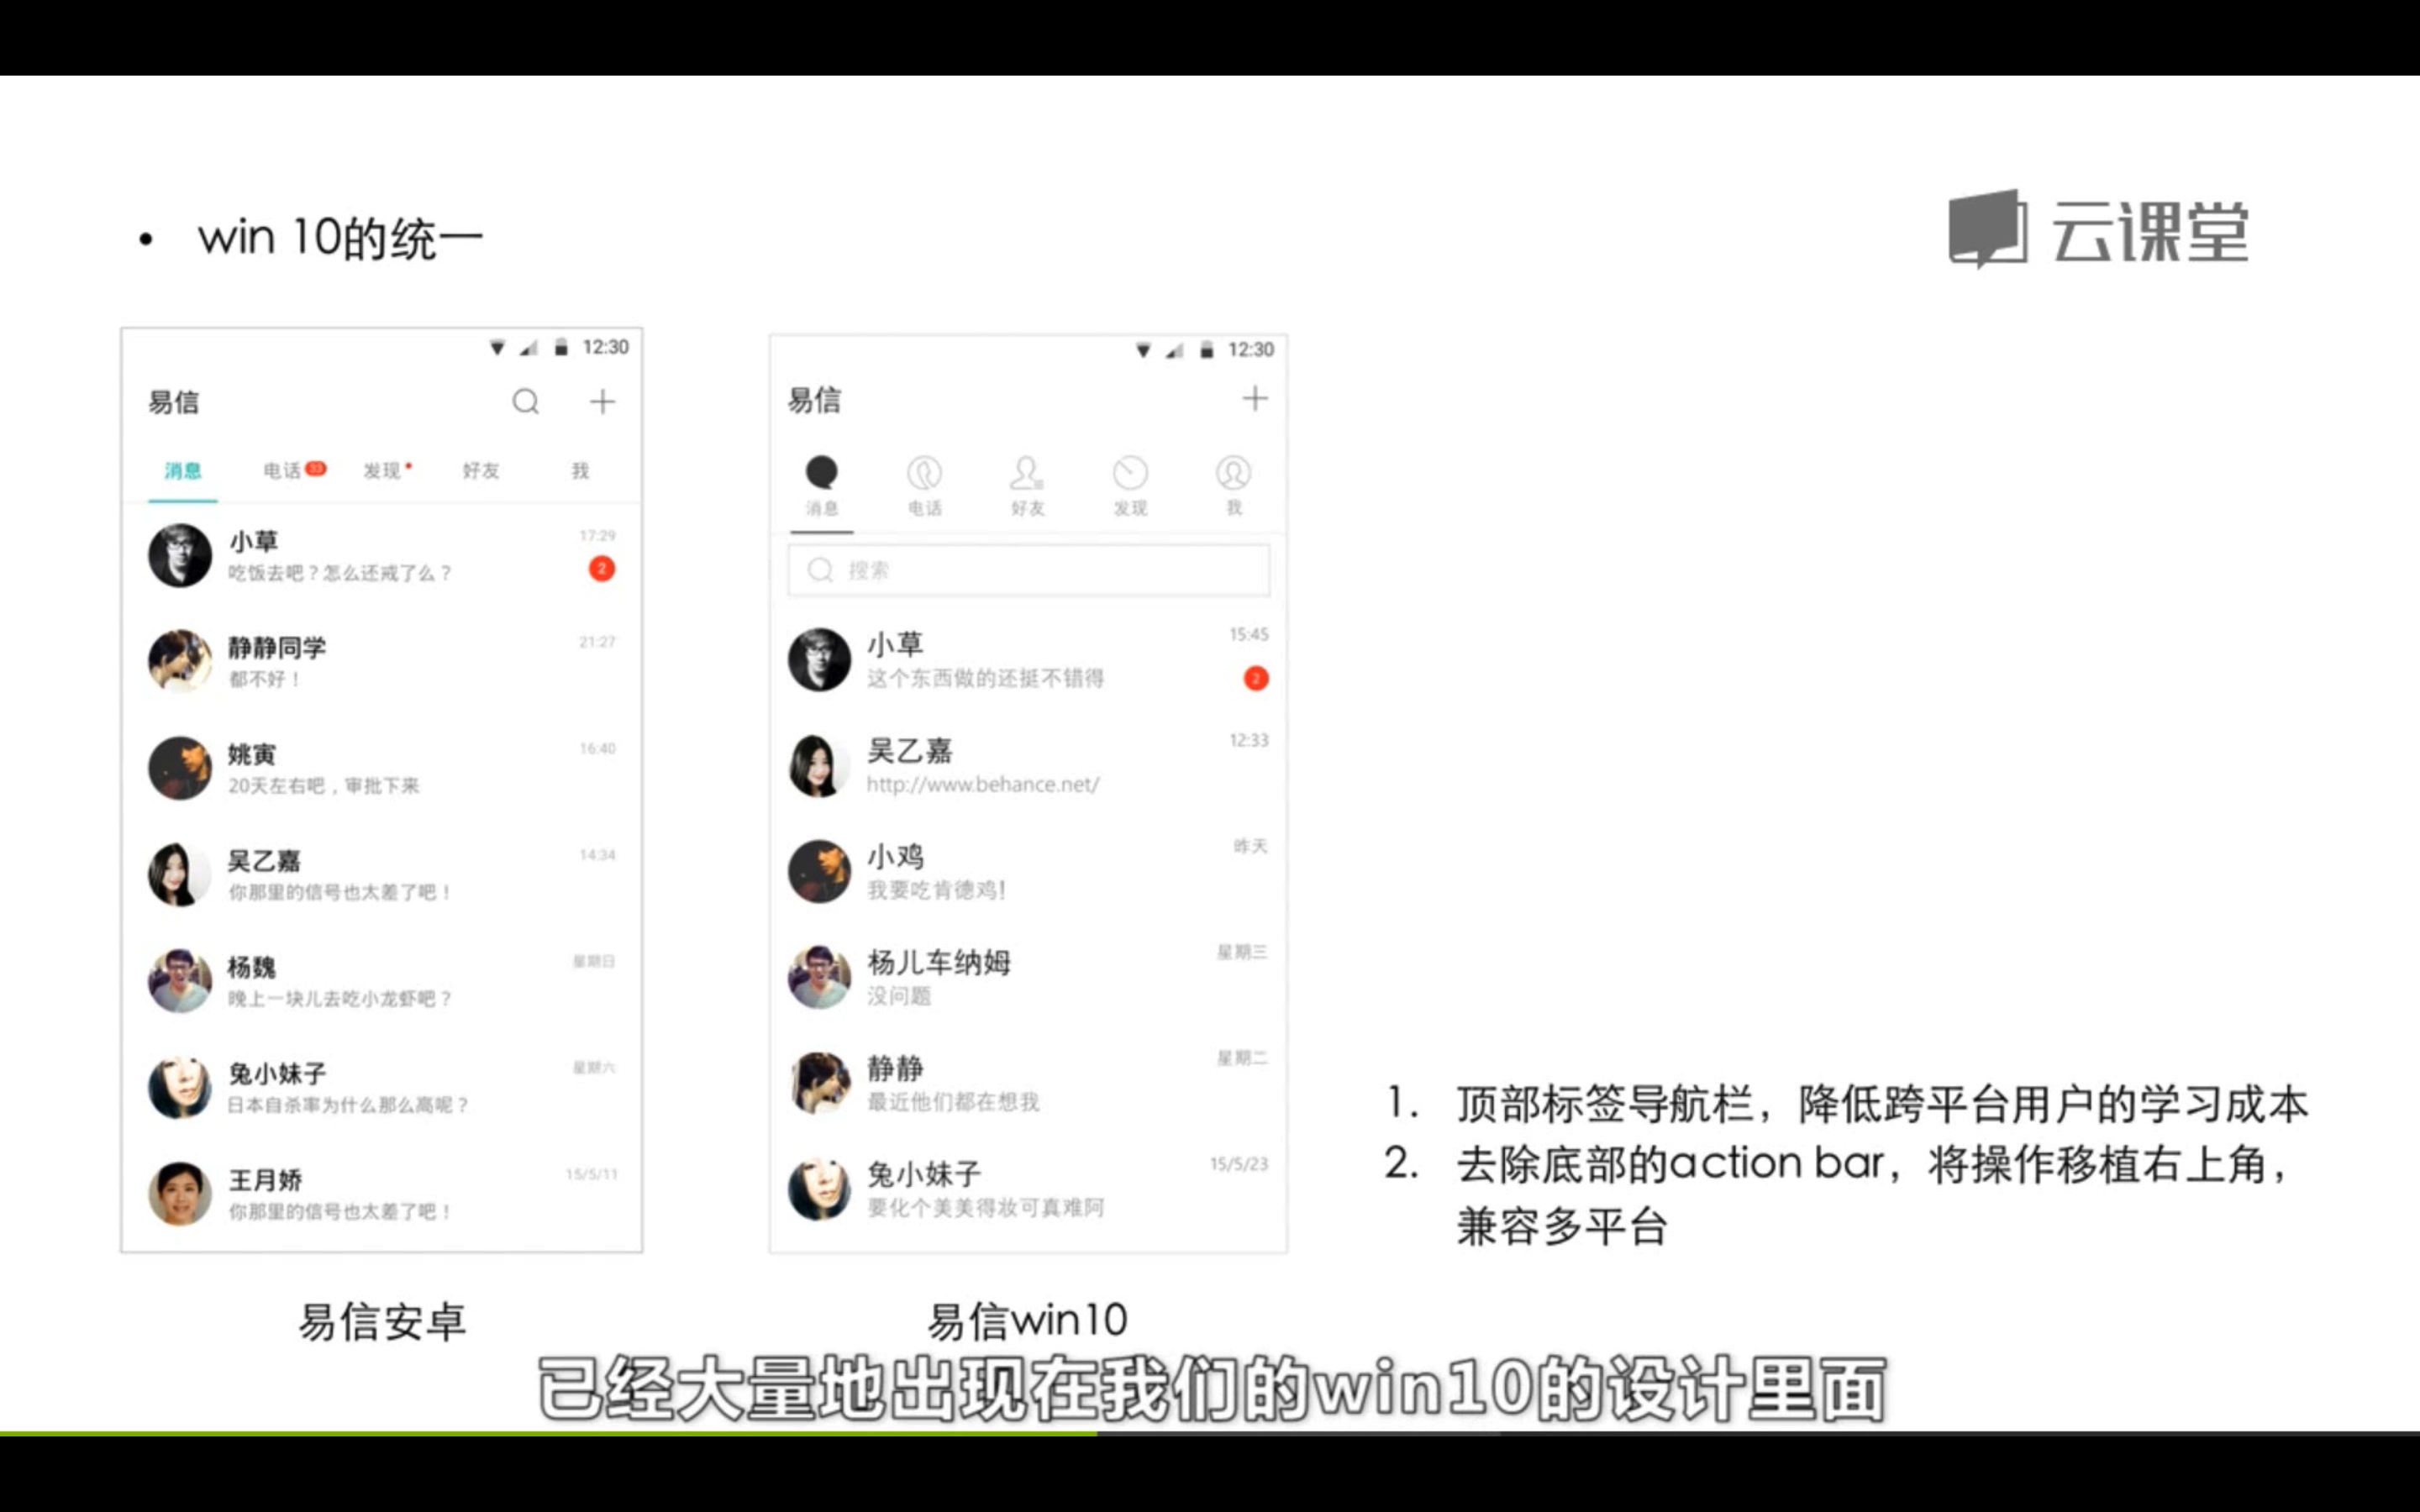 win 10的统一
云课堂
12:30
易信
消息 电话 33 发现 好友 我
小草 17:29
吃饭去吧？怎么还戒了么？ 2
静静同学 21:27
都不好！
姚寅 16:40
20天左右吧，审批下来
吴乙嘉 14:34
你那里的信号也太差了吧！
杨魏 星期日
晚上一块儿去吃小龙虾吧？
兔小妹子 星期六
日本自杀率为什么那么高呢？
王月娇 15/5/11
你那里的信号也太差了吧！
易信安卓
12:30
易信
消息 电话 好友 发现 我
搜索
小草 15:45
这个东西做的还挺不错得 2
吴乙嘉 12:33
http://www.behance.net/
小鸡 昨天
我要吃肯德鸡！
杨儿车纳姆 星期三
没问题
静静 星期二
最近他们都在想我
兔小妹子 15/5/23
要化个美美得妆可真难阿
易信win10
1. 顶部标签导航栏，降低跨平台用户的学习成本
2. 去除底部的action bar，将操作移植右上角，
兼容多平台
已经大量地出现在我们的win10的设计里面